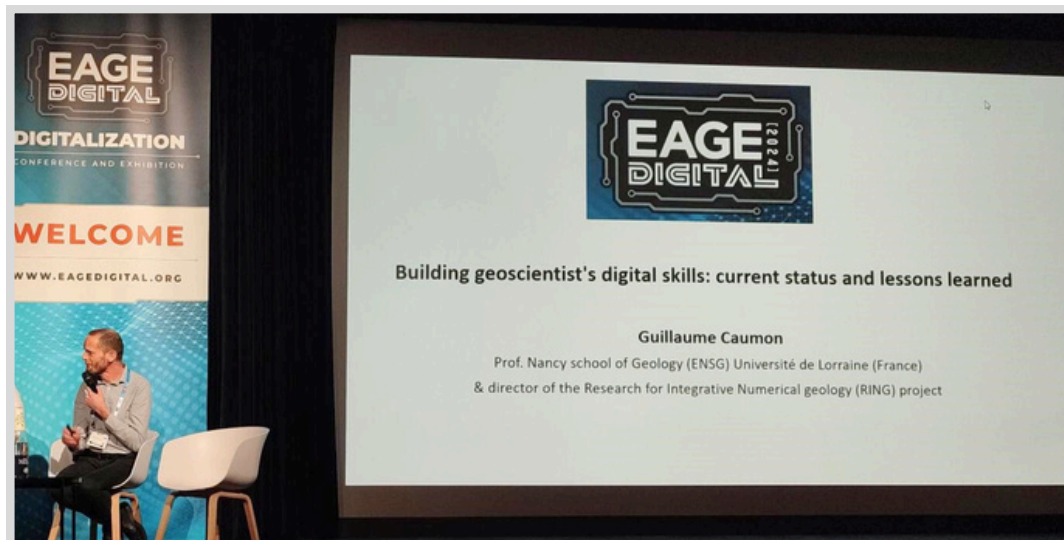 EAGE
DIGITAL
DIGITALIZATION
CONFERENCE AND EXHIBITION
WELCOME
WWW.EAGEDIGITAL.ORG
EAGE [2024]
DIGITAL
Building geoscientist's digital skills: current status and lessons learned
Guillaume Caumon
Prof. Nancy school of Geology (ENSG) Université de Lorraine (France)
& director of the Research for Integrative Numerical geology (RING) project